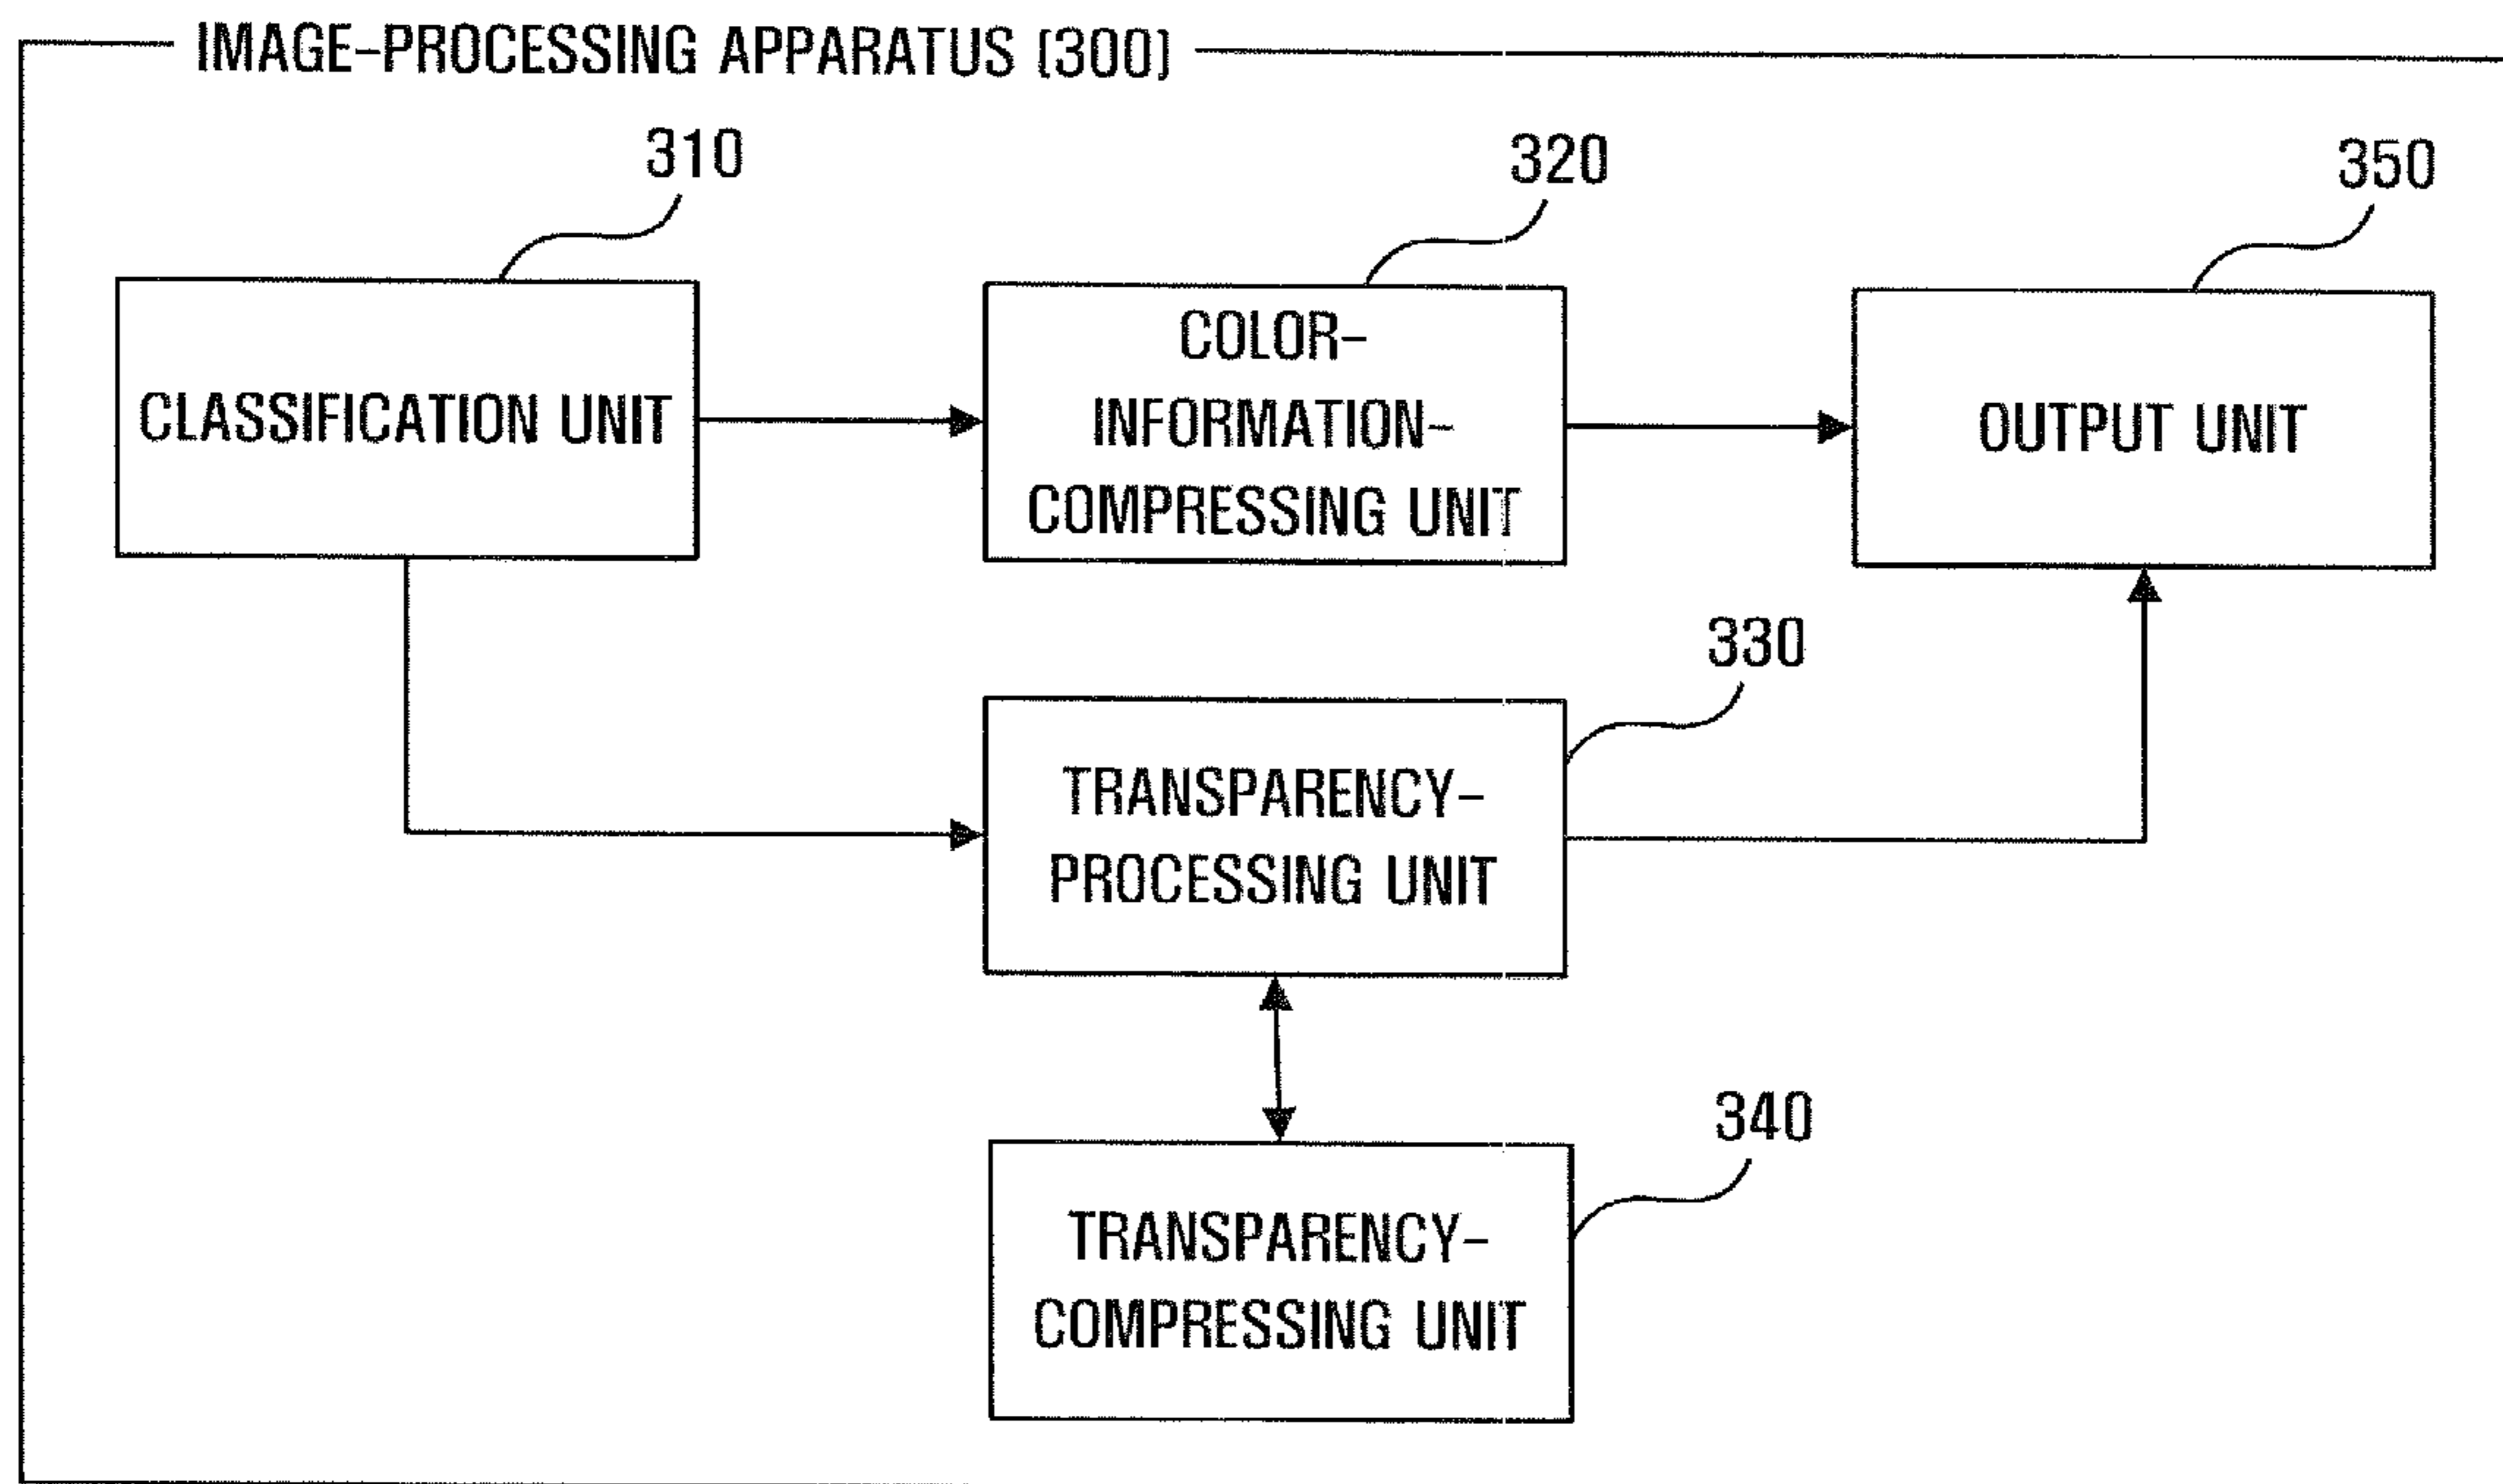 IMAGE-PROCESSING APPARATUS (300)
310
320
350
CLASSIFICATION UNIT
COLOR-
INFORMATION-
COMPRESSING UNIT
OUTPUT UNIT
330
TRANSPARENCY-
PROCESSING UNIT
340
TRANSPARENCY-
COMPRESSING UNIT